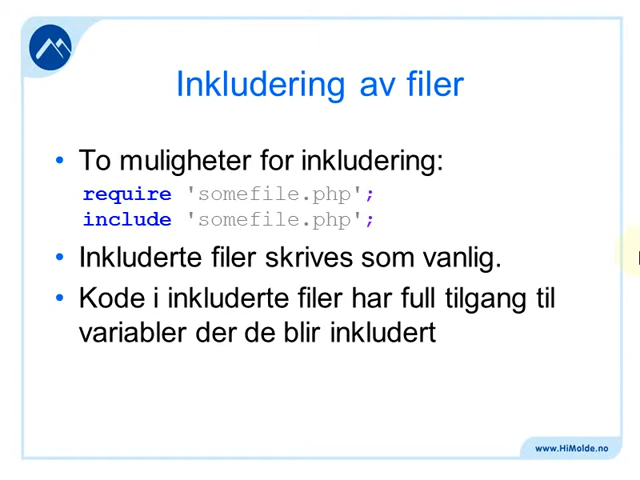 Inkludering av filer
• To muligheter for inkludering:
require 'somefile.php';
include 'somefile.php';
• Inkluderte filer skrives som vanlig.
• Kode i inkluderte filer har full tilgang til
variabler der de blir inkludert
www.HiMolde.no